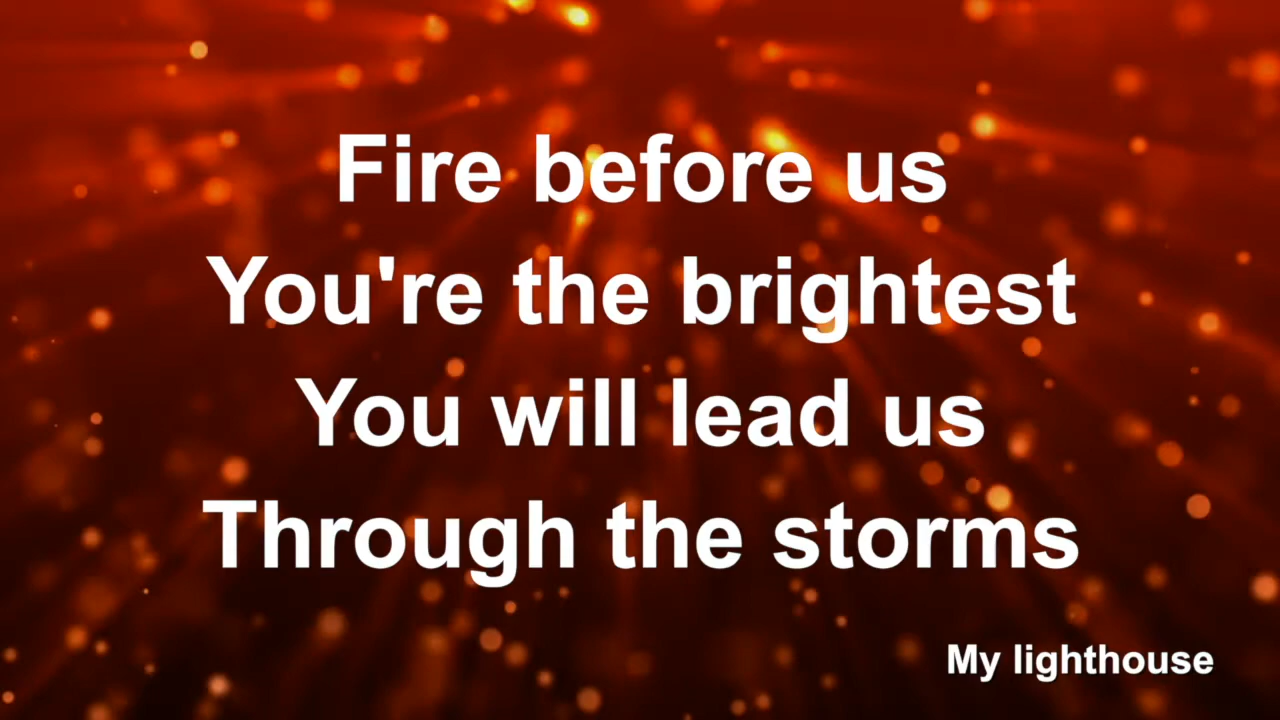 Fire before us
You're the brightest
You will lead us
Through the storms
My lighthouse